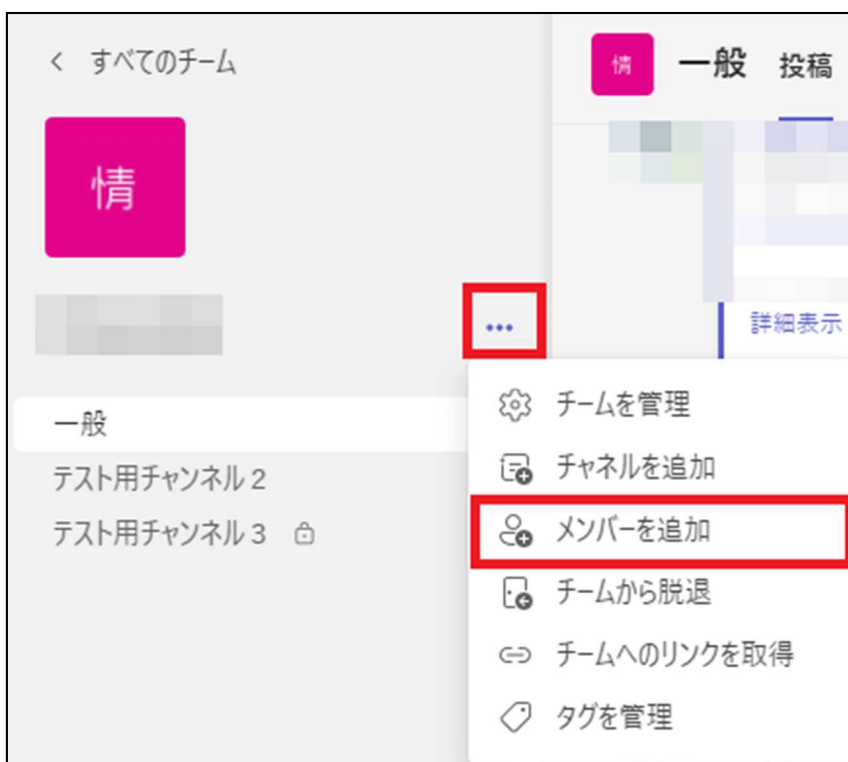 すべてのチーム
情
一般
テスト用チャンネル 2
テスト用チャンネル 3
情 一般 投稿
詳細表示
チームを管理
チャネルを追加
メンバーを追加
チームから脱退
チームへのリンクを取得
タグを管理